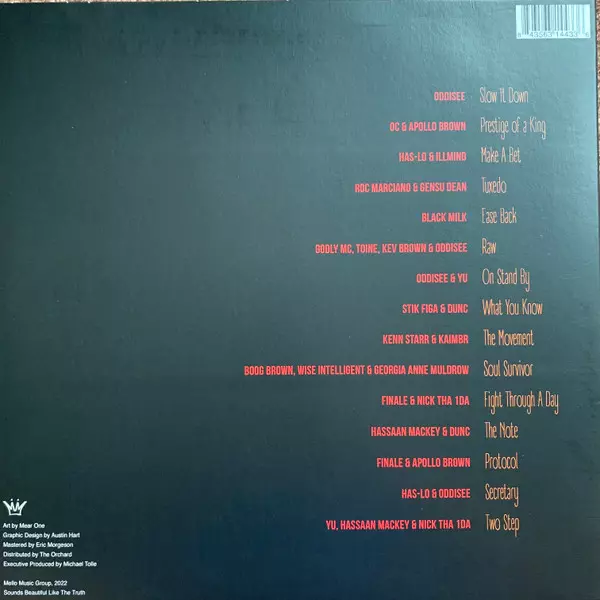 ODDISEE Slow It Down
OC & APOLLO BROWN Prestige of a King
HAS-LO & ILLMIND Make A Bet
ROC MARCIANO & GENSU DEAN Tuxedo
BLACK MILK Ease Back
GODLY MC, TOINE, KEV BROWN & ODDISEE Raw
ODDISEE & YU On Stand By
STIK FIGA & DUNC What You Know
KENN STARR & KAIMBR The Movement
BOOG BROWN, WISE INTELLIGENT & GEORGIA ANNE MULDROW Soul Survivor
FINALE & NICK THA 1DA Fight Through A Day
HASSAAN MACKEY & DUNC The Note
FINALE & APOLLO BROWN Protocol
HAS-LO & ODDISEE Secretary
YU, HASSAAN MACKEY & NICK THA 1DA Two Step
Art by Mear One
Graphic Design by Austin Hart
Mastered by Eric Morgeson
Distributed by The Orchard
Executive Produced by Michael Tolle
Mello Music Group, 2022
Sounds Beautiful Like The Truth